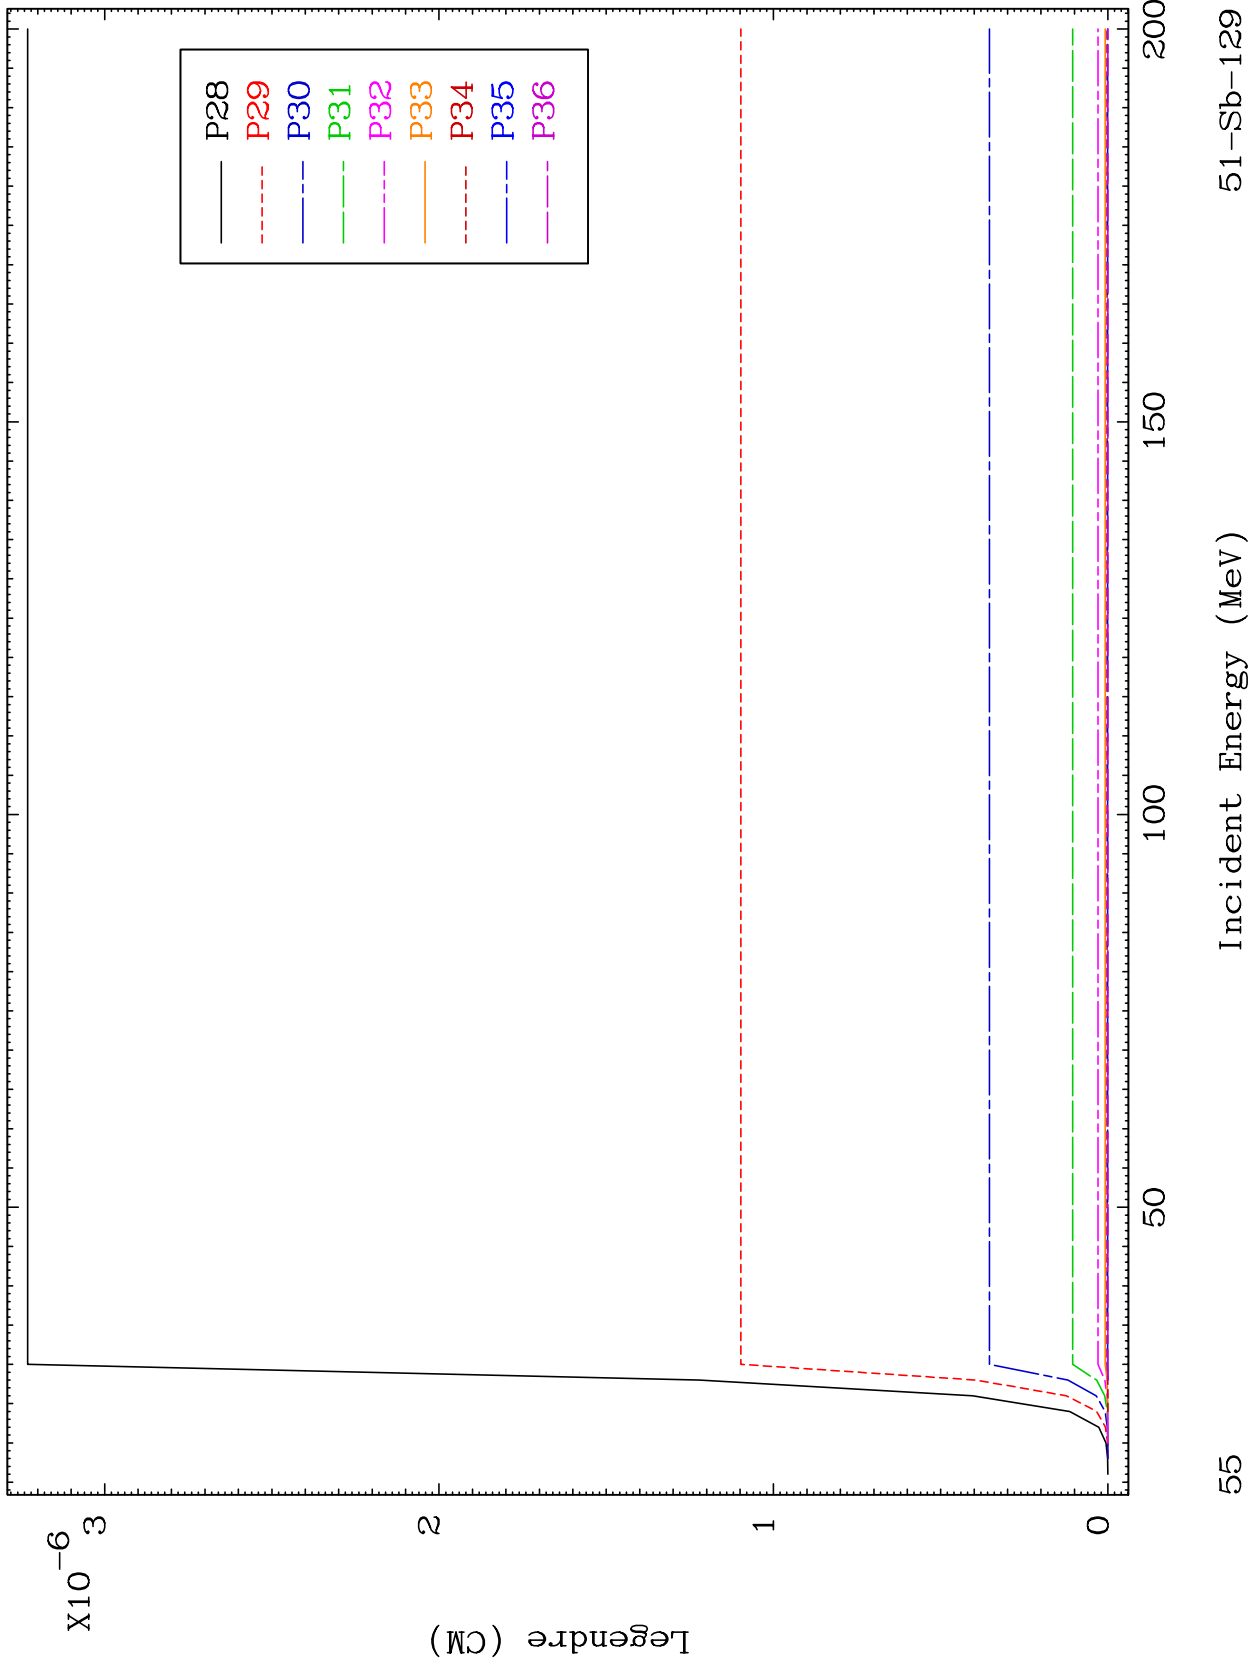 X10-6
3
2
1
0
Legendre (CM)
P28
P29
P30
P31
P32
P33
P34
P35
P36
50
100
150
200
55
Incident Energy (MeV)
51-Sb-129